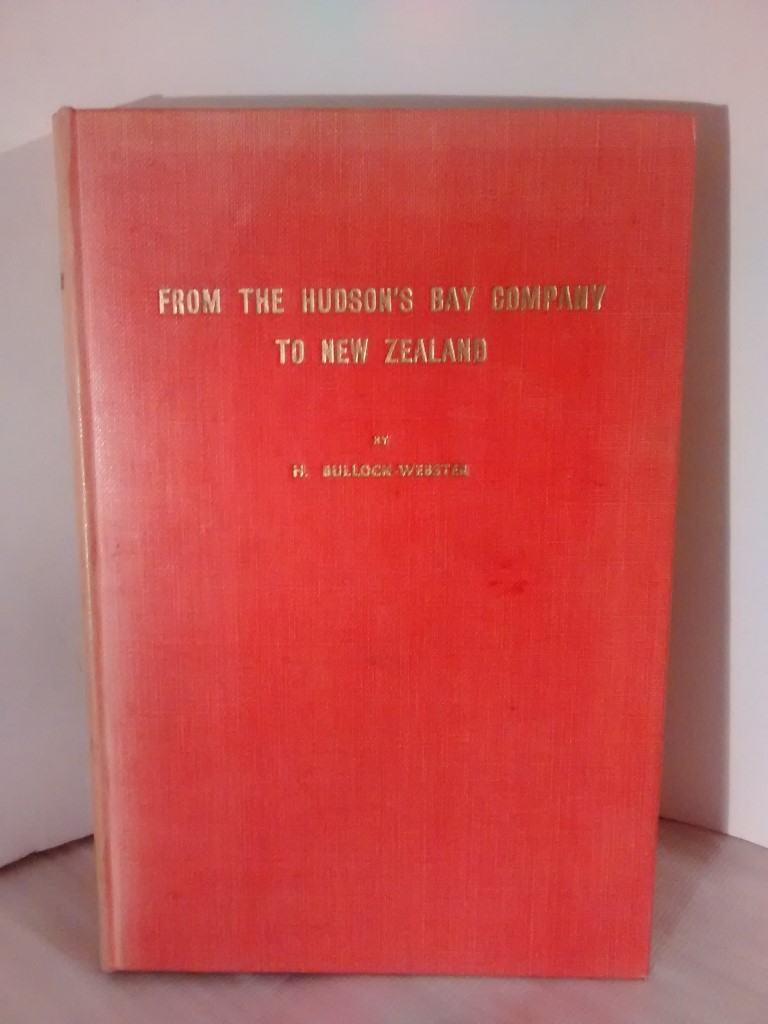 FROM THE HUDSON'S BAY COMPANY
TO NEW ZEALAND
BY
H. BULLOCK-WEBSTER